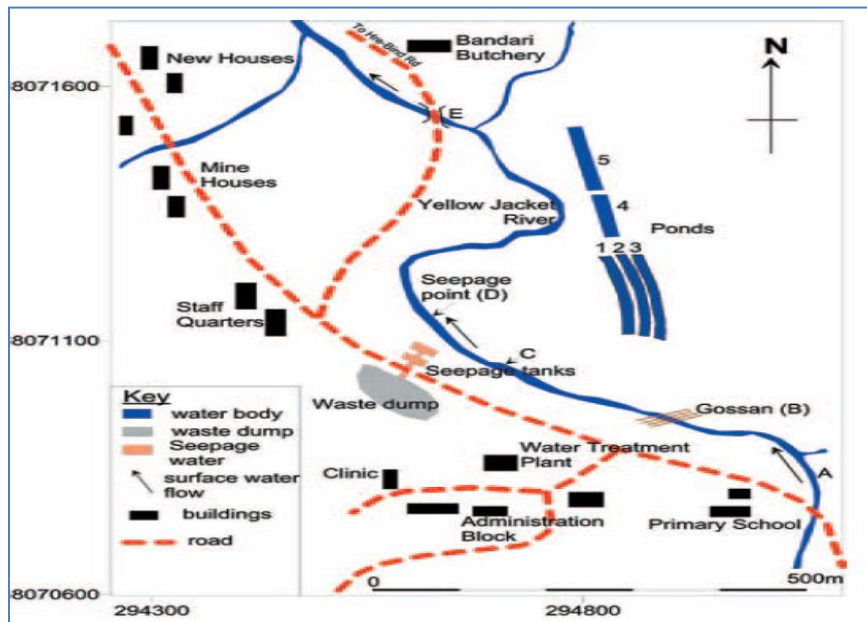 To Hre-Bind Rd
Bandari
Butchery
New Houses
N
8071600
E
5
Mine
Houses
Yellow Jacket
River
4
Ponds
1 2 3
Seepage
point (D)
Staff
Quarters
8071100
C
Seepage tanks
Key
water body
waste dump
Seepage
water
surface water
flow
buildings
road
Waste dump
Gossan (B)
Water Treatment
Plant
Clinic
A
Administration
Block
Primary School
0
500m
8070600
294300
294800